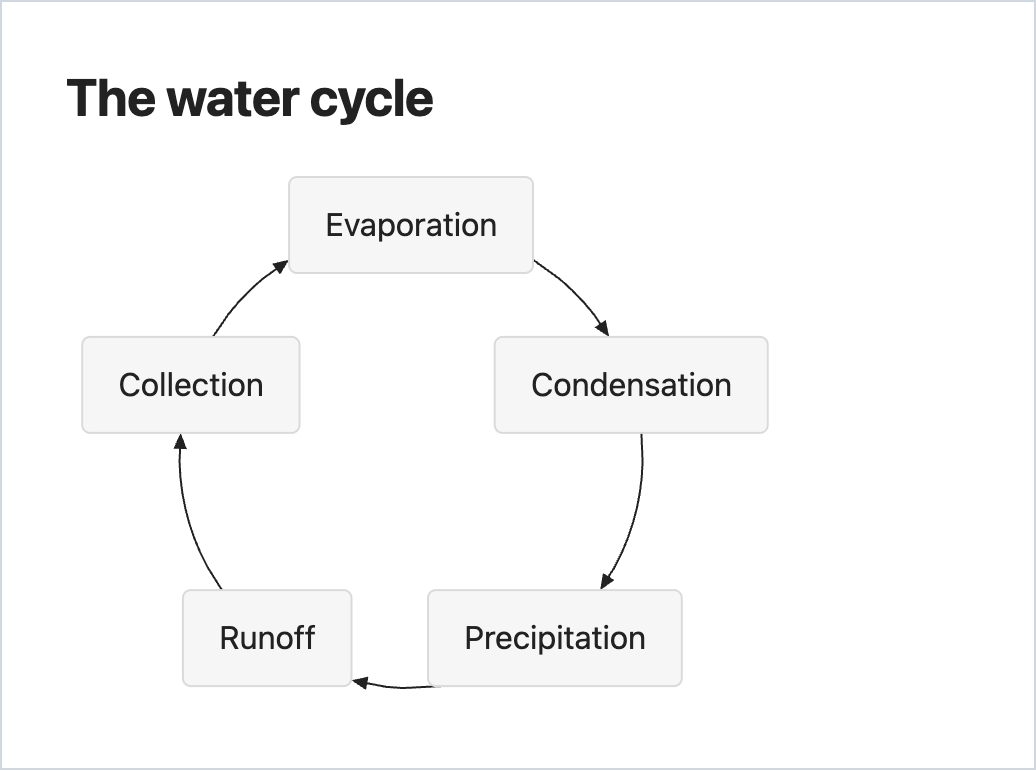 The water cycle
Evaporation
Collection
Condensation
Runoff
Precipitation